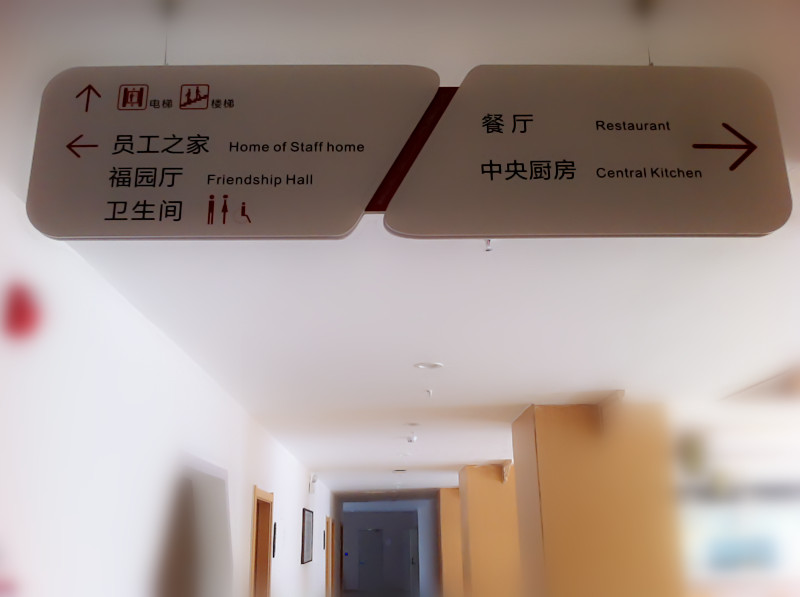 电梯 楼梯
员工之家 Home of Staff home
福园厅 Friendship Hall
卫生间
餐厅 Restaurant
中央厨房 Central Kitchen